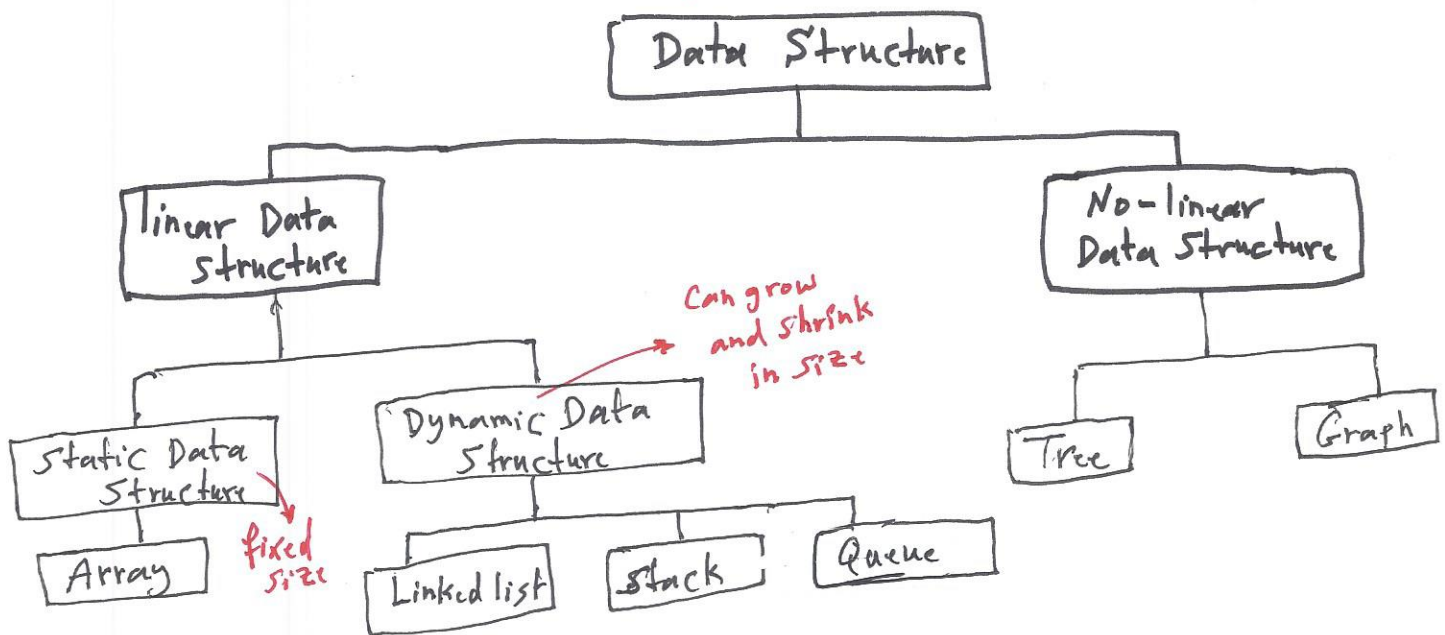 Data Structure
linear Data
structure
No-linear
Data Structure
Can grow
and shrink
in size
Static Data
Structure
Dynamic Data
Structure
Tree
Graph
fixed
size
Array
Linked list
Stack
Queue